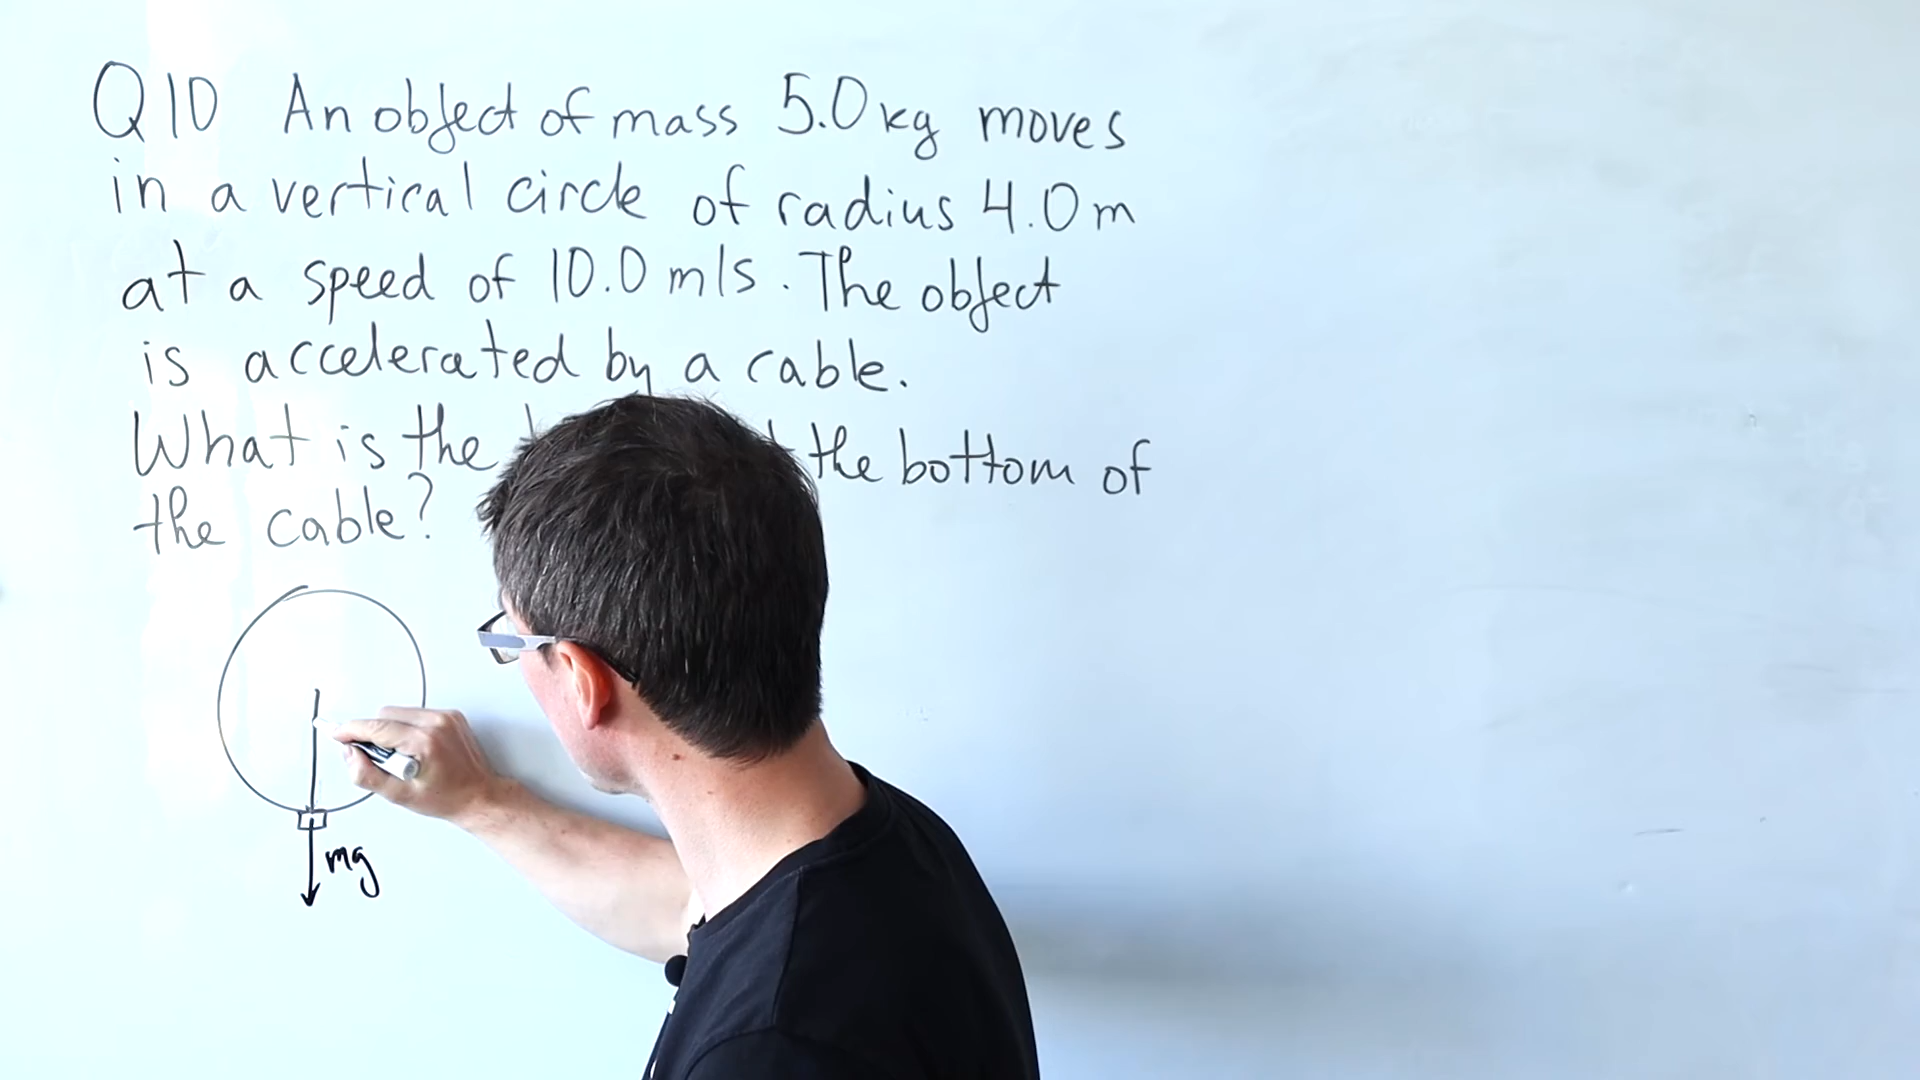 Q10 An object of mass 5.0 kg moves
in a vertical circle of radius 4.0 m
at a speed of 10.0 m/s. The object
is accelerated by a cable.
What is the the bottom of
the cable?
mg